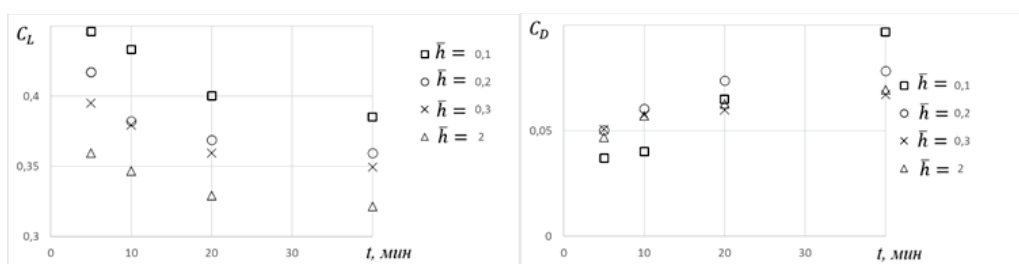 C_L
h̄ = 0,1
h̄ = 0,2
h̄ = 0,3
h̄ = 2
0,4
0,35
0,3
0 10 20 30 t, мин
C_D
h̄ = 0,1
h̄ = 0,2
h̄ = 0,3
h̄ = 2
0,05
0
0 10 20 30 t, мин